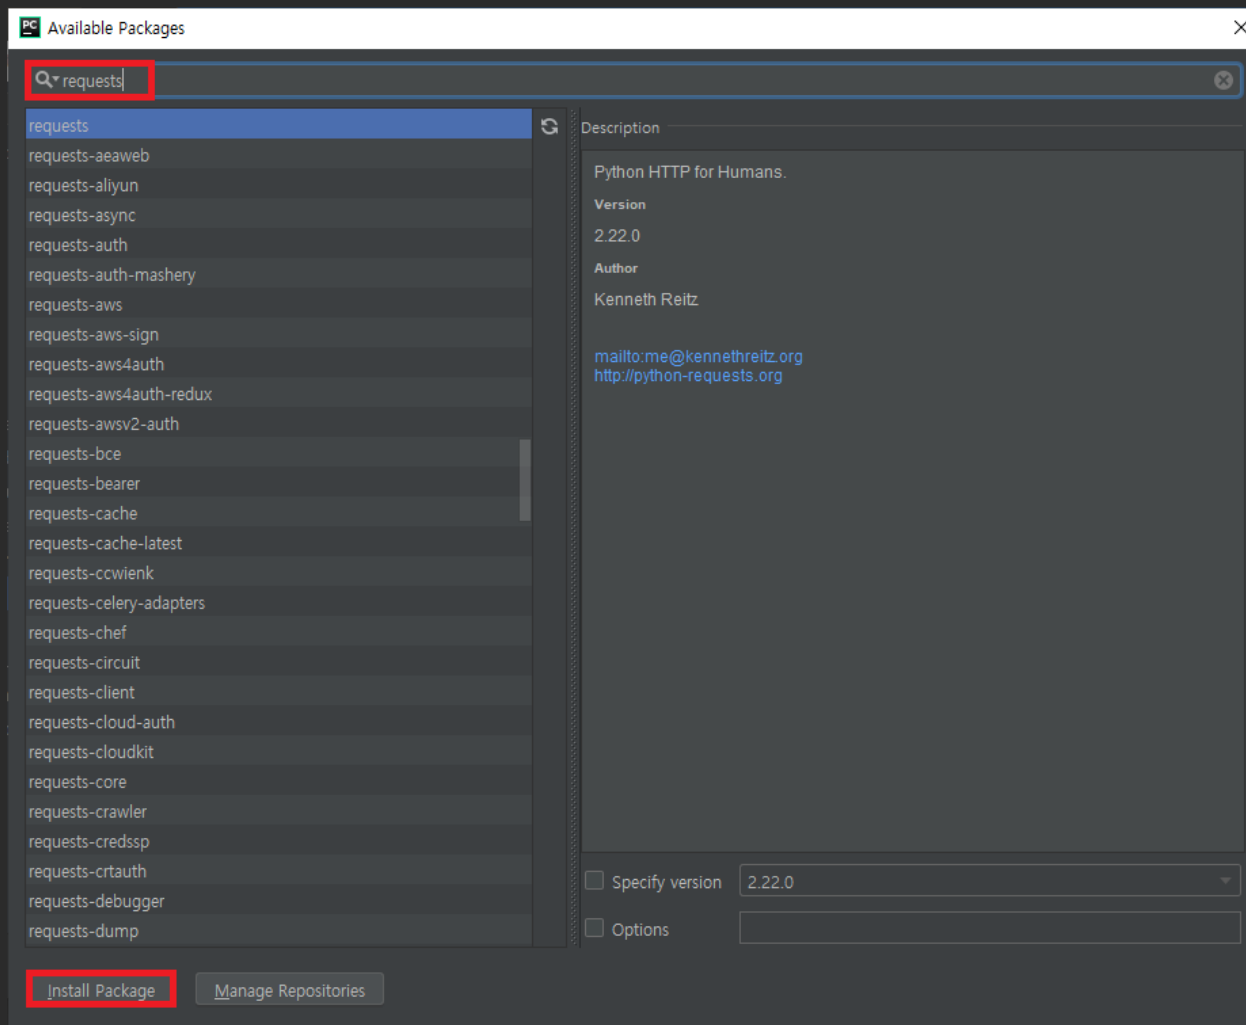 PC
Available Packages
requests
requests
requests-aeaweb
requests-aliyun
requests-async
requests-auth
requests-auth-mashery
requests-aws
requests-aws-sign
requests-aws4auth
requests-aws4auth-redux
requests-awsv2-auth
requests-bce
requests-bearer
requests-cache
requests-cache-latest
requests-ccwienk
requests-celery-adapters
requests-chef
requests-circuit
requests-client
requests-cloud-auth
requests-cloudkit
requests-core
requests-crawler
requests-credssp
requests-crtauth
requests-debugger
requests-dump
Description
Python HTTP for Humans.
Version
2.22.0
Author
Kenneth Reitz
mailto:me@kennethreitz.org
http://python-requests.org
Specify version
2.22.0
Options
Install Package
Manage Repositories